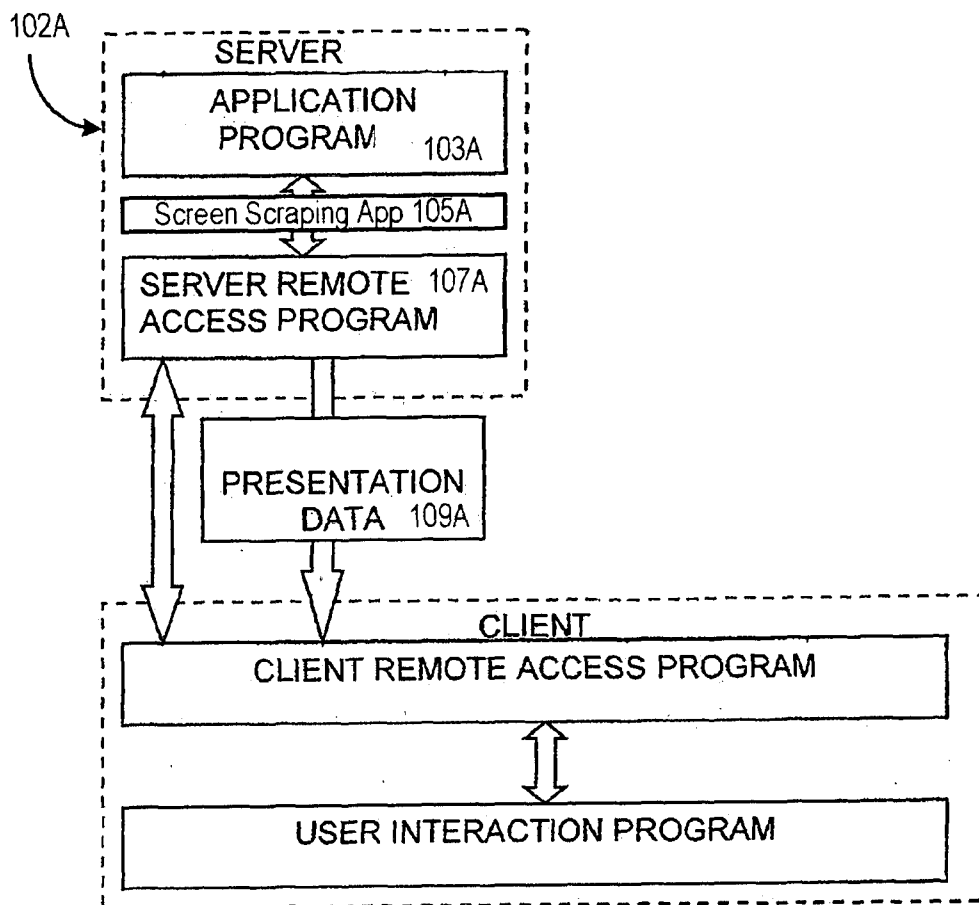 102A
SERVER
APPLICATION
PROGRAM
103A
Screen Scraping App 105A
SERVER REMOTE 107A
ACCESS PROGRAM
PRESENTATION
DATA 109A
CLIENT
CLIENT REMOTE ACCESS PROGRAM
USER INTERACTION PROGRAM